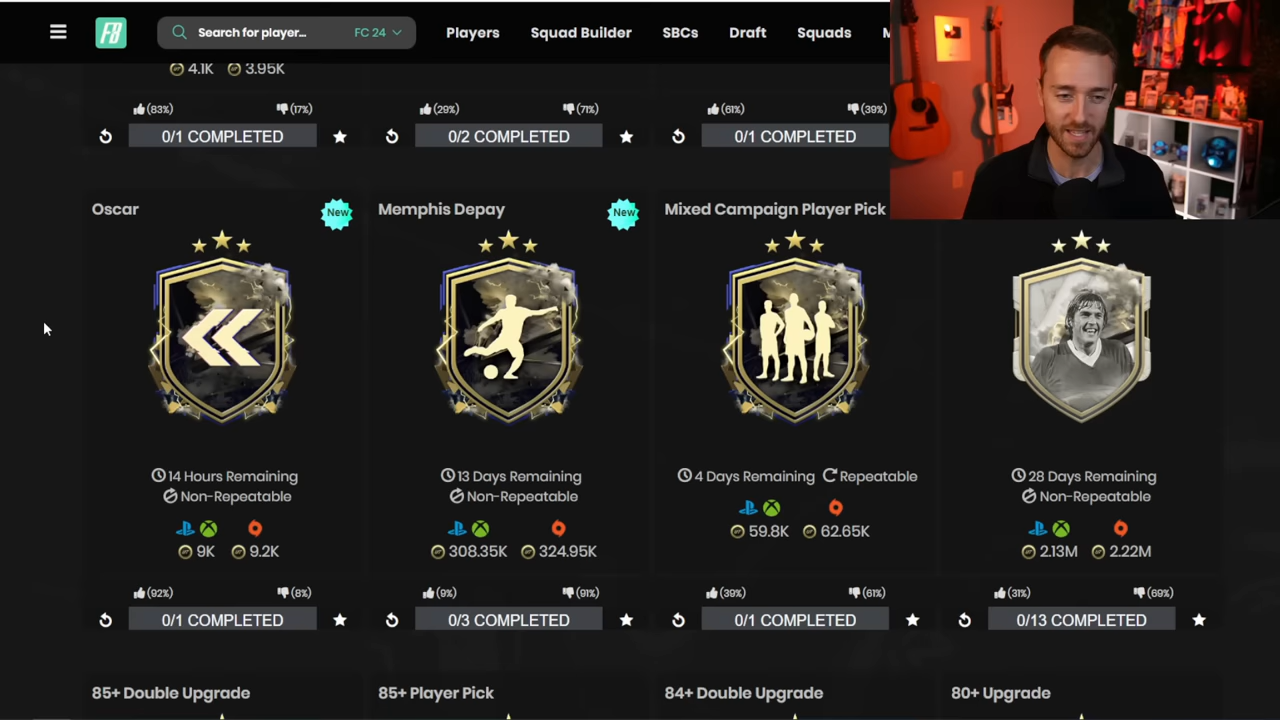 FB
Search for player...
FC 24
Players
Squad Builder
SBCs
Draft
Squads
M
4.1K
3.95K
(83%)
(17%)
(29%)
(71%)
(61%)
(39%)
0/1 COMPLETED
0/2 COMPLETED
0/1 COMPLETED
Oscar
New
Memphis Depay
New
Mixed Campaign Player Pick
14 Hours Remaining
Non-Repeatable
9K
9.2K
13 Days Remaining
Non-Repeatable
308.35K
324.95K
4 Days Remaining
Repeatable
59.8K
62.65K
28 Days Remaining
Non-Repeatable
2.13M
2.22M
(92%)
(8%)
(9%)
(91%)
(39%)
(61%)
(31%)
(69%)
0/1 COMPLETED
0/3 COMPLETED
0/1 COMPLETED
0/13 COMPLETED
85+ Double Upgrade
85+ Player Pick
84+ Double Upgrade
80+ Upgrade